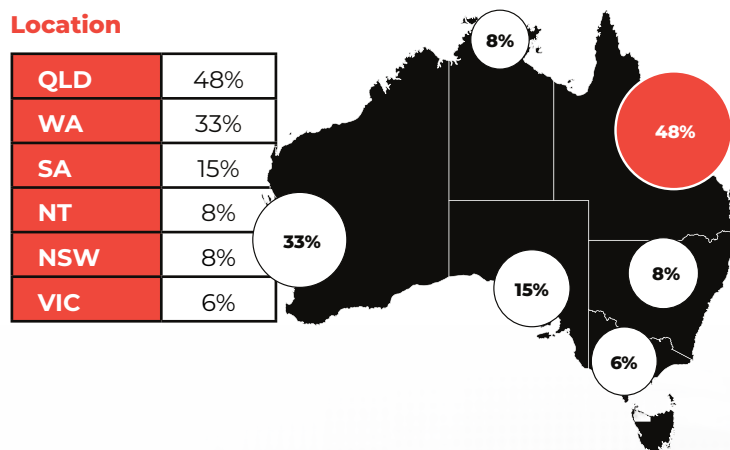 Location
QLD 48%
WA 33%
SA 15%
NT 8%
NSW 8%
VIC 6%
8%
48%
33%
15%
8%
6%